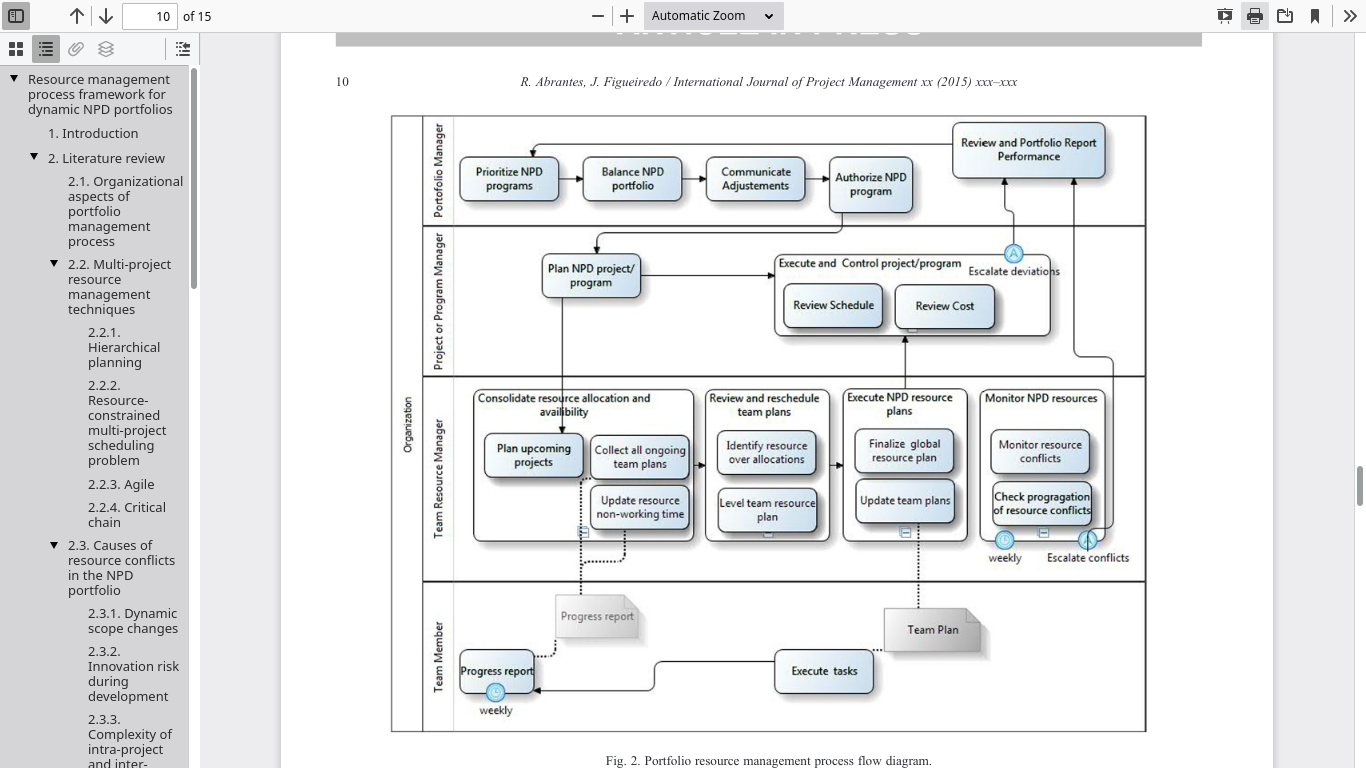 of 15
Automatic Zoom
Resource management
process framework for
dynamic NPD portfolios
1. Introduction
2. Literature review
2.1. Organizational
aspects of
portfolio
management
process
2.2. Multi-project
resource
management
techniques
2.2.1.
Hierarchical
planning
2.2.2.
Resource-
constrained
multi-project
scheduling
problem
2.2.3. Agile
2.2.4. Critical
chain
2.3. Causes of
resource conflicts
in the NPD
portfolio
2.3.1. Dynamic
scope changes
2.3.2.
Innovation risk
during
development
2.3.3.
Complexity of
intra-project
and inter-
10
R. Abrantes, J. Figueiredo / International Journal of Project Management xx (2015) xxx–xxx
Organization
Portofolio Manager
Prioritize NPD
programs
Balance NPD
portfolio
Communicate
Adjustements
Authorize NPD
program
Review and Portfolio Report
Performance
Project or Program Manager
Plan NPD project/
program
Execute and Control project/program
Review Schedule
Review Cost
Escalate deviations
Team Resource Manager
Consolidate resource allocation and
availibility
Plan upcoming
projects
Collect all ongoing
team plans
Update resource
non-working time
Review and reschedule
team plans
Identify resource
over allocations
Level team resource
plan
Execute NPD resource
plans
Finalize global
resource plan
Update team plans
Monitor NPD resources
Monitor resource
conflicts
Check progragation
of resource conflicts
weekly
Escalate conflicts
Team Member
Progress report
Progress report
weekly
Execute tasks
Team Plan
Fig. 2. Portfolio resource management process flow diagram.